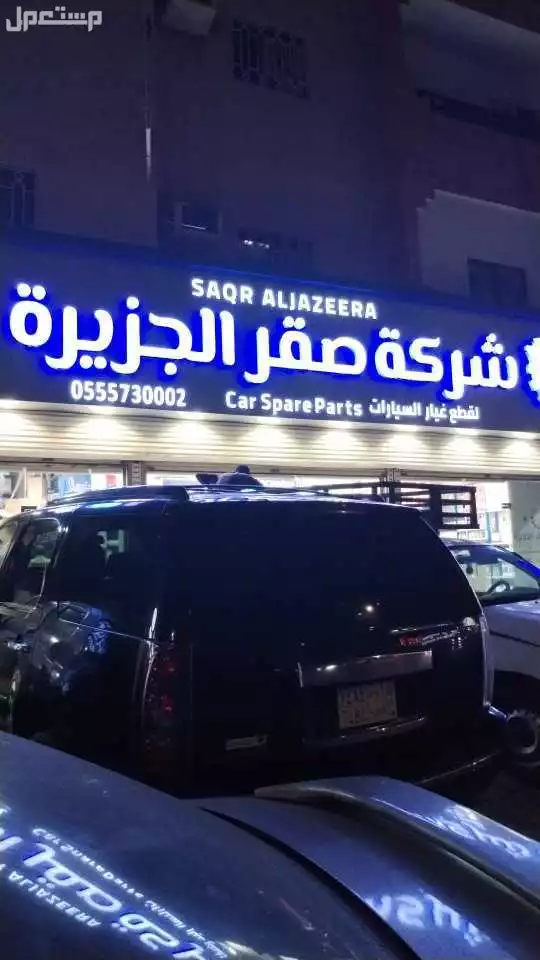 مستعمل
SAQR ALJAZEERA
شركة صقر الجزيرة
لقطع غيار السيارات Car Spare Parts 0555730002